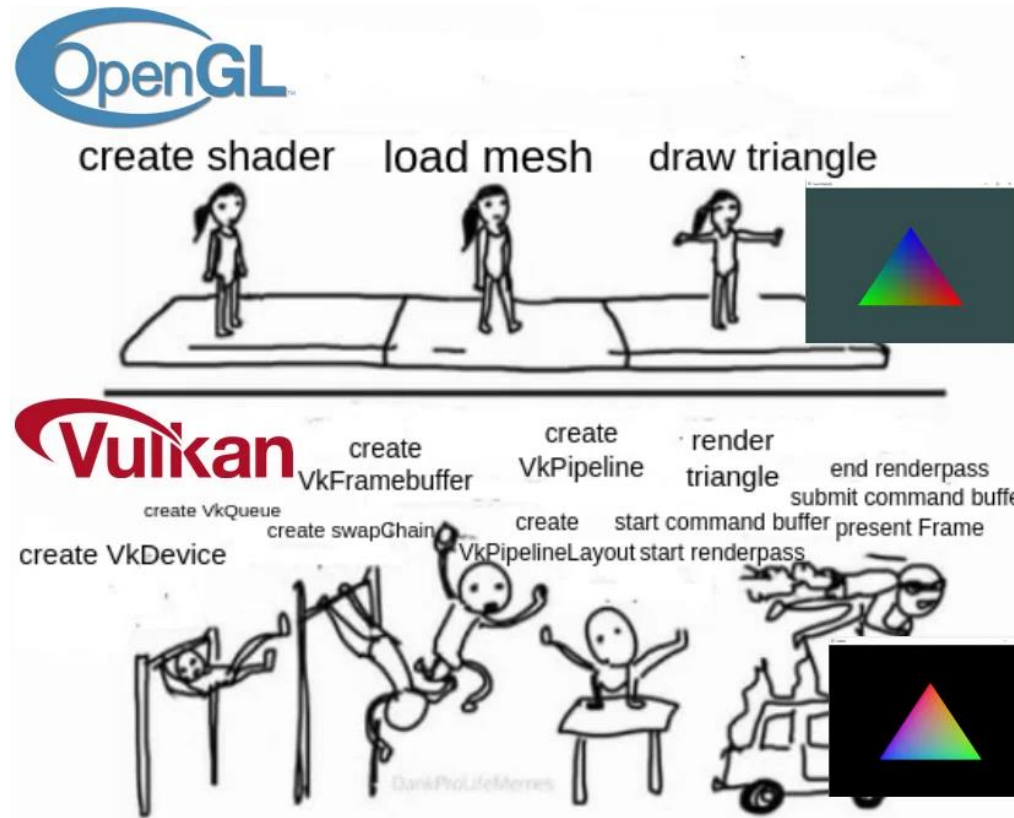 OpenGL
create shader
load mesh
draw triangle
Vulkan
create
VkFramebuffer
create
VkPipeline
render
triangle
end renderpass
submit command buffe
present Frame
create VkQueue
create swapChain
create
VkPipelineLayout
start command buffer
start renderpass
create VkDevice
DankProLifeMemes